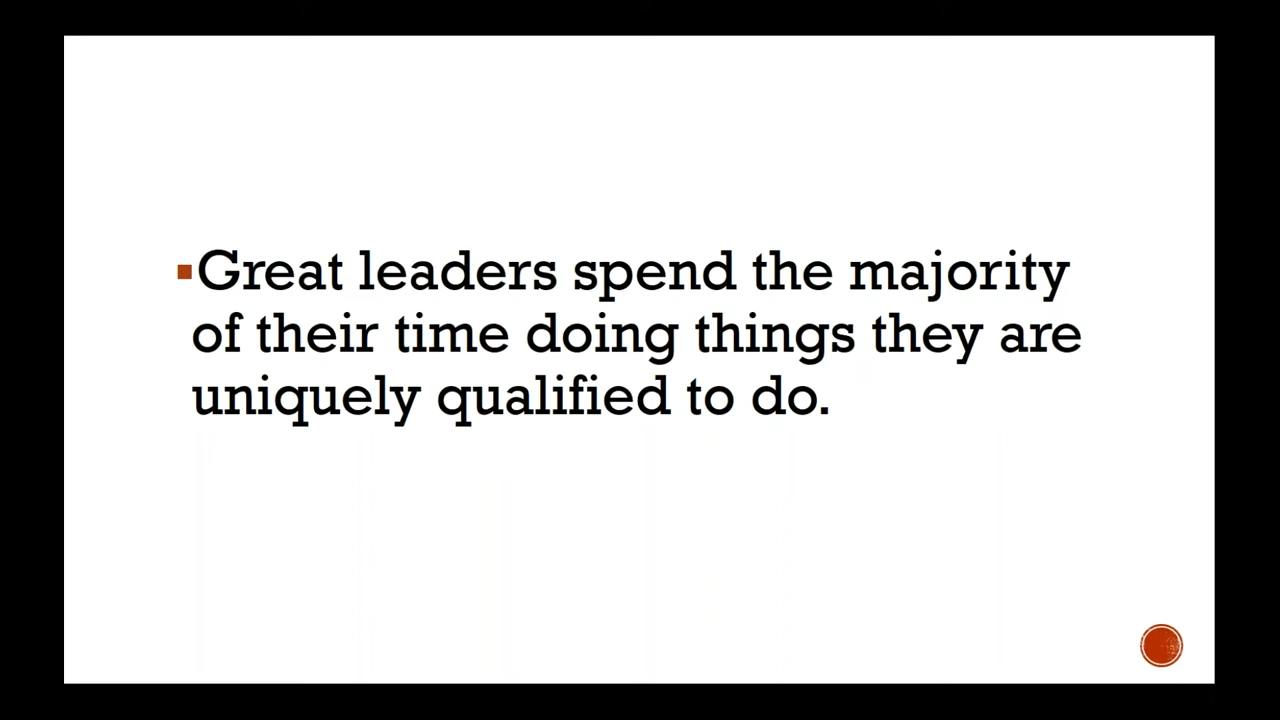 ▪Great leaders spend the majority
of their time doing things they are
uniquely qualified to do.